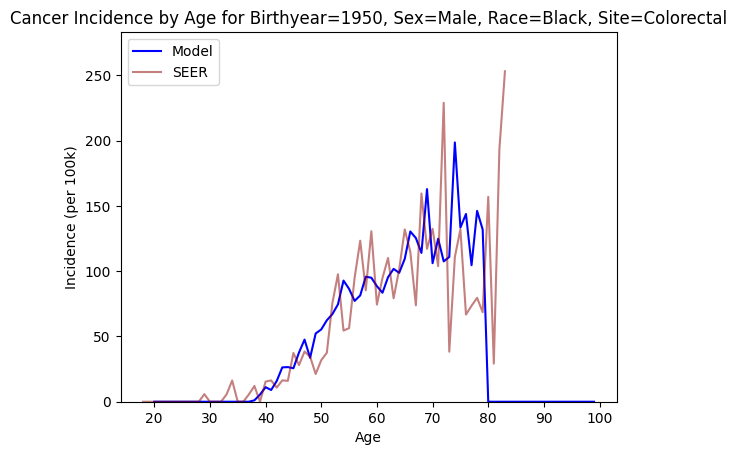 Cancer Incidence by Age for Birthyear=1950, Sex=Male, Race=Black, Site=Colorectal
Model
SEER
250
200
150
100
50
0
Incidence (per 100k)
20 30 40 50 60 70 80 90 100
Age